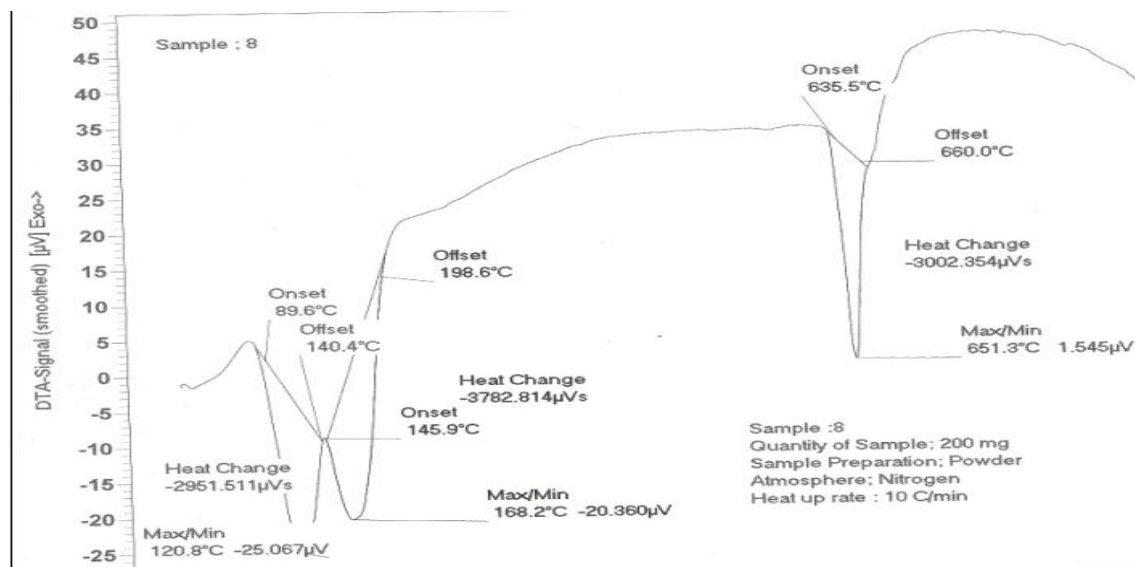 50
45
40
35
30
25
20
15
10
5
0
-5
-10
-15
-20
-25
DTA-Signal (smoothed) [µV] Exo->
Sample : 8
Onset
635.5°C
Offset
660.0°C
Heat Change
-3002.354µVs
Max/Min
651.3°C 1.545µV
Offset
198.6°C
Onset
89.6°C
Offset
140.4°C
Heat Change
-3782.814µVs
Onset
145.9°C
Heat Change
-2951.511µVs
Max/Min
168.2°C -20.360µV
Max/Min
120.8°C -25.067µV
Sample :8
Quantity of Sample; 200 mg
Sample Preparation; Powder
Atmosphere; Nitrogen
Heat up rate : 10 C/min